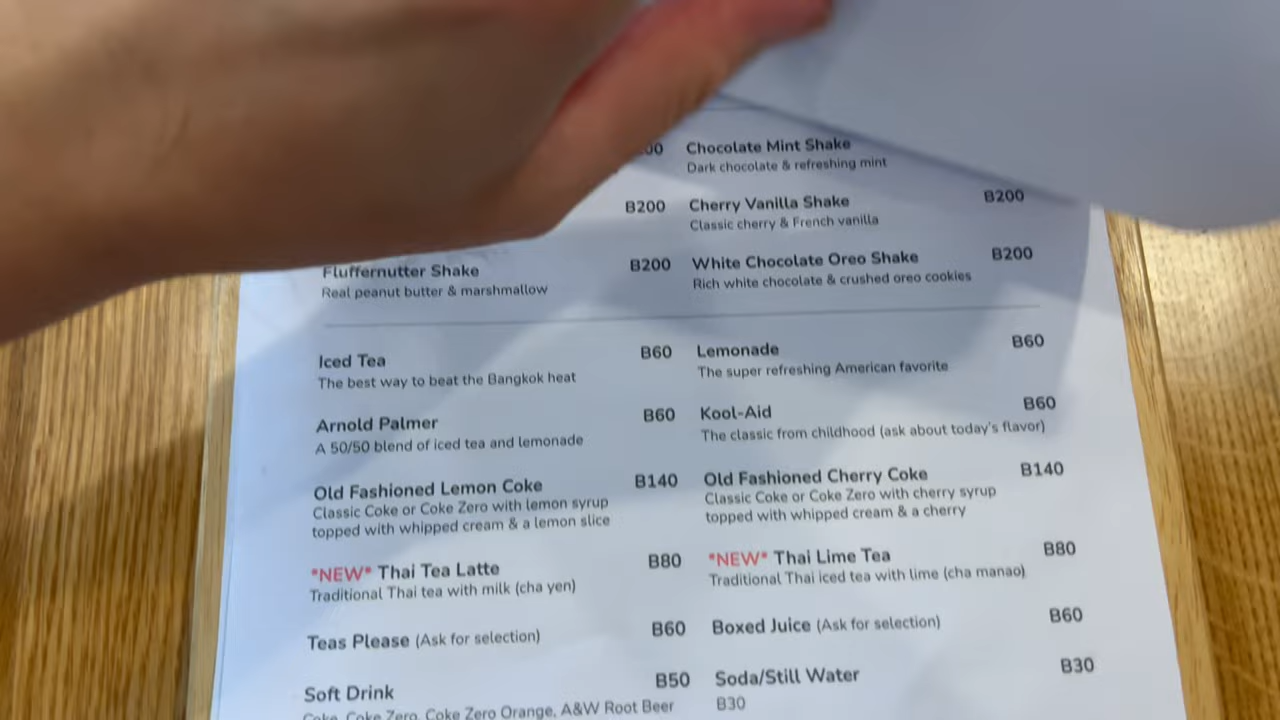 Chocolate Mint Shake
Dark chocolate & refreshing mint
B200 Cherry Vanilla Shake B200
Classic cherry & French vanilla
Fluffernutter Shake B200 White Chocolate Oreo Shake B200
Real peanut butter & marshmallow Rich white chocolate & crushed oreo cookies
Iced Tea B60 Lemonade B60
The best way to beat the Bangkok heat The super refreshing American favorite
Arnold Palmer B60 Kool-Aid B60
A 50/50 blend of iced tea and lemonade The classic from childhood (ask about today's flavor)
Old Fashioned Lemon Coke B140 Old Fashioned Cherry Coke B140
Classic Coke or Coke Zero with lemon syrup Classic Coke or Coke Zero with cherry syrup
topped with whipped cream & a lemon slice topped with whipped cream & a cherry
*NEW* Thai Tea Latte B80 *NEW* Thai Lime Tea B80
Traditional Thai tea with milk (cha yen) Traditional Thai iced tea with lime (cha manao)
Teas Please (Ask for selection) B60 Boxed Juice (Ask for selection) B60
Soft Drink B50 Soda/Still Water B30
Coke, Coke Zero, Coke Zero Orange, A&W Root Beer B30